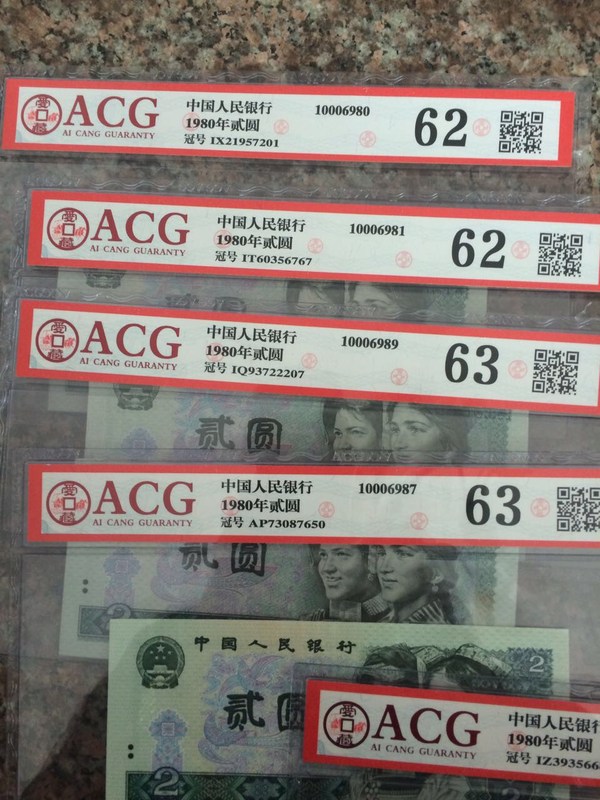 ACG
AI CANG GUARANTY
中国人民银行 10006980
1980年贰圆
冠号 IX21957201
62
ACG
AI CANG GUARANTY
中国人民银行 10006981
1980年贰圆
冠号 IT60356767
62
ACG
AI CANG GUARANTY
中国人民银行 10006989
1980年贰圆
冠号 IQ93722207
63
贰圆
ACG
AI CANG GUARANTY
中国人民银行 10006987
1980年贰圆
冠号 AP73087650
63
贰圆
2
中国人民银行
2
贰圆
2
ACG
AI CANG GUARANTY
中国人民银
1980年贰圆
冠号 IZ393566